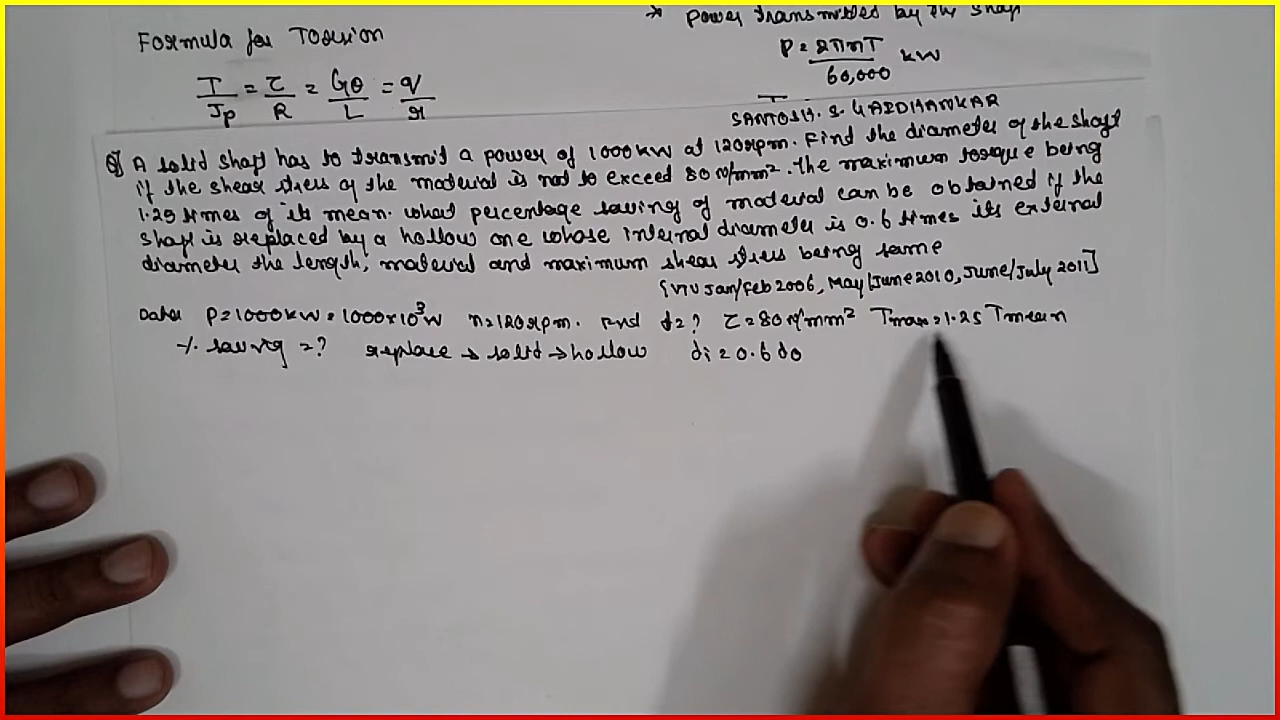 * power transmitted by the shaft
Formula for Torsion
P = 2πnT / 60,000 kW
T/Jp = τ/R = Gθ/L = q/r
SANTOSH. S. GAEDHANKAR
Q] A solid shaft has to transmit a power of 1000kW at 120rpm. Find the diameter of the shaft
if the shear stress of the material is not to exceed 80 N/mm². The maximum torque being
1.25 times of its mean. what percentage saving of material can be obtained if the
shaft is replaced by a hollow one whose internal diameter is 0.6 times its external
diameter the length, material and maximum shear stress being same
[VTU Jan/Feb 2006, May/June 2010, June/July 2011]
Data: P = 1000kW = 1000×10³W n = 120rpm. Find d = ? τ = 80 N/mm² Tmax = 1.25 Tmean
% saving = ? replace → solid → hollow di = 0.6 do